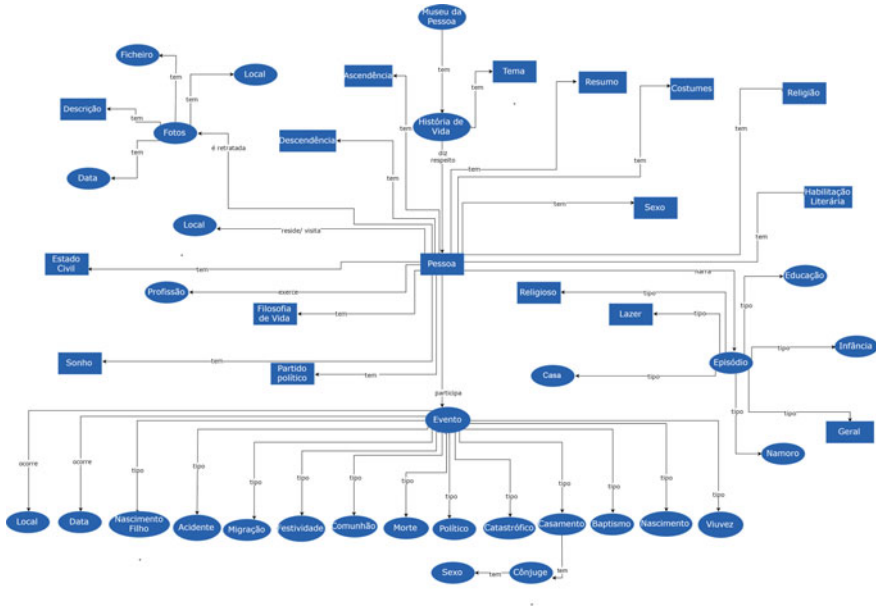 Museu da
Pessoa
Ficheiro
tem
Local
tem
Descrição
tem
Fotos
tem
Data
é retratada
Ascendência
tem
Descendência
tem
tem
História de
Vida
tem
Tema
diz
respeito
Resumo
tem
Costumes
tem
Religião
tem
Habilitação
Literária
tem
Sexo
tem
Local
reside/ visita
Pessoa
Estado
Civil
tem
Profissão
exerce
Filosofia
de Vida
tem
Sonho
tem
Partido
político
tem
narra
Religioso
tipo
Lazer
tipo
Educação
tipo
Episódio
Infância
tipo
Casa
tipo
tipo
Geral
tipo
Namoro
participa
Evento
ocorre
ocorre
tipo
tipo
tipo
tipo
tipo
tipo
tipo
tipo
tipo
tipo
tipo
tipo
Local
Data
Nascimento
Filho
Acidente
Migração
Festividade
Comunhão
Morte
Político
Catastrófico
Casamento
Baptismo
Nascimento
Viuvez
Sexo
tem
Cônjuge
tem